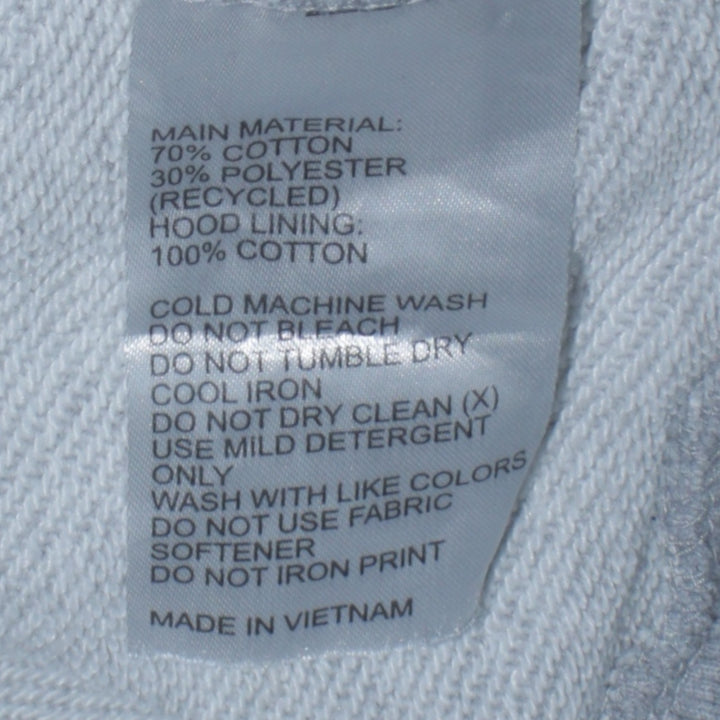 MAIN MATERIAL:
70% COTTON
30% POLYESTER
(RECYCLED)
HOOD LINING:
100% COTTON
COLD MACHINE WASH
DO NOT BLEACH
DO NOT TUMBLE DRY
COOL IRON
DO NOT DRY CLEAN (X)
USE MILD DETERGENT
ONLY
WASH WITH LIKE COLORS
DO NOT USE FABRIC
SOFTENER
DO NOT IRON PRINT
MADE IN VIETNAM